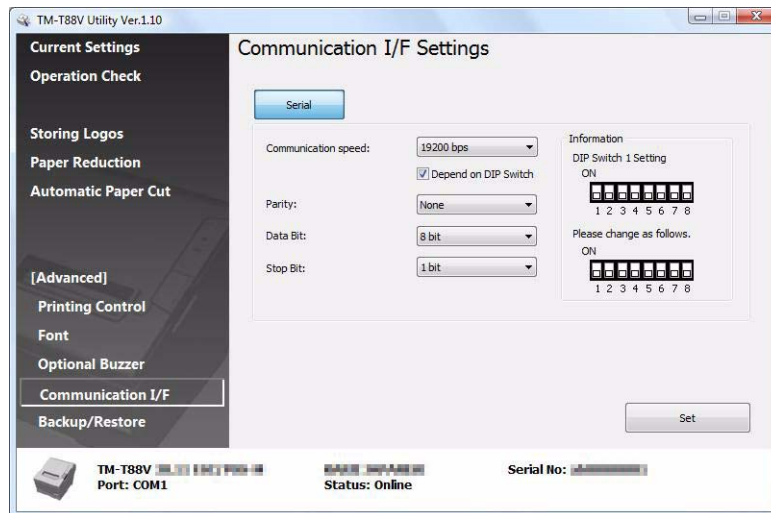 TM-T88V Utility Ver.1.10
Current Settings
Operation Check
Storing Logos
Paper Reduction
Automatic Paper Cut
[Advanced]
Printing Control
Font
Optional Buzzer
Communication I/F
Backup/Restore
Communication I/F Settings
Serial
Communication speed:
19200 bps
Depend on DIP Switch
Parity:
None
Data Bit:
8 bit
Stop Bit:
1 bit
Information
DIP Switch 1 Setting
ON
1 2 3 4 5 6 7 8
Please change as follows.
ON
1 2 3 4 5 6 7 8
Set
TM-T88V
Port: COM1
Status: Online
Serial No: